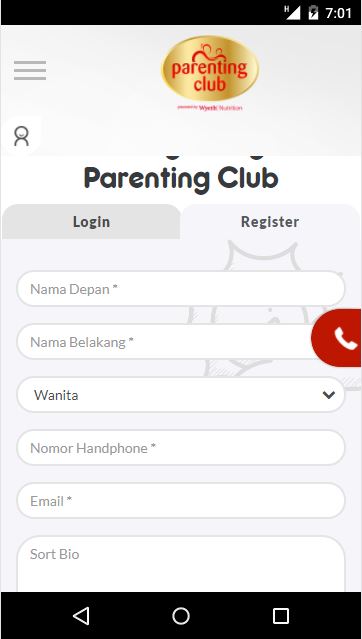 H
7:01
parenting
club
powered by Wyeth Nutrition
Parenting Club
Login
Register
Nama Depan *
Nama Belakang *
Wanita
Nomor Handphone *
Email *
Sort Bio